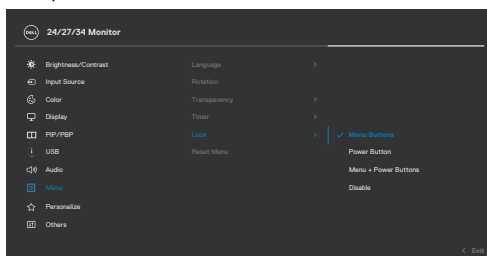 DELL
24/27/34 Monitor
Brightness/Contrast
Input Source
Color
Display
PIP/PBP
USB
Audio
Menu
Personalize
Others
Language
Rotation
Transparency
Timer
Lock
Reset Menu
Menu Buttons
Power Button
Menu + Power Buttons
Disable
Exit